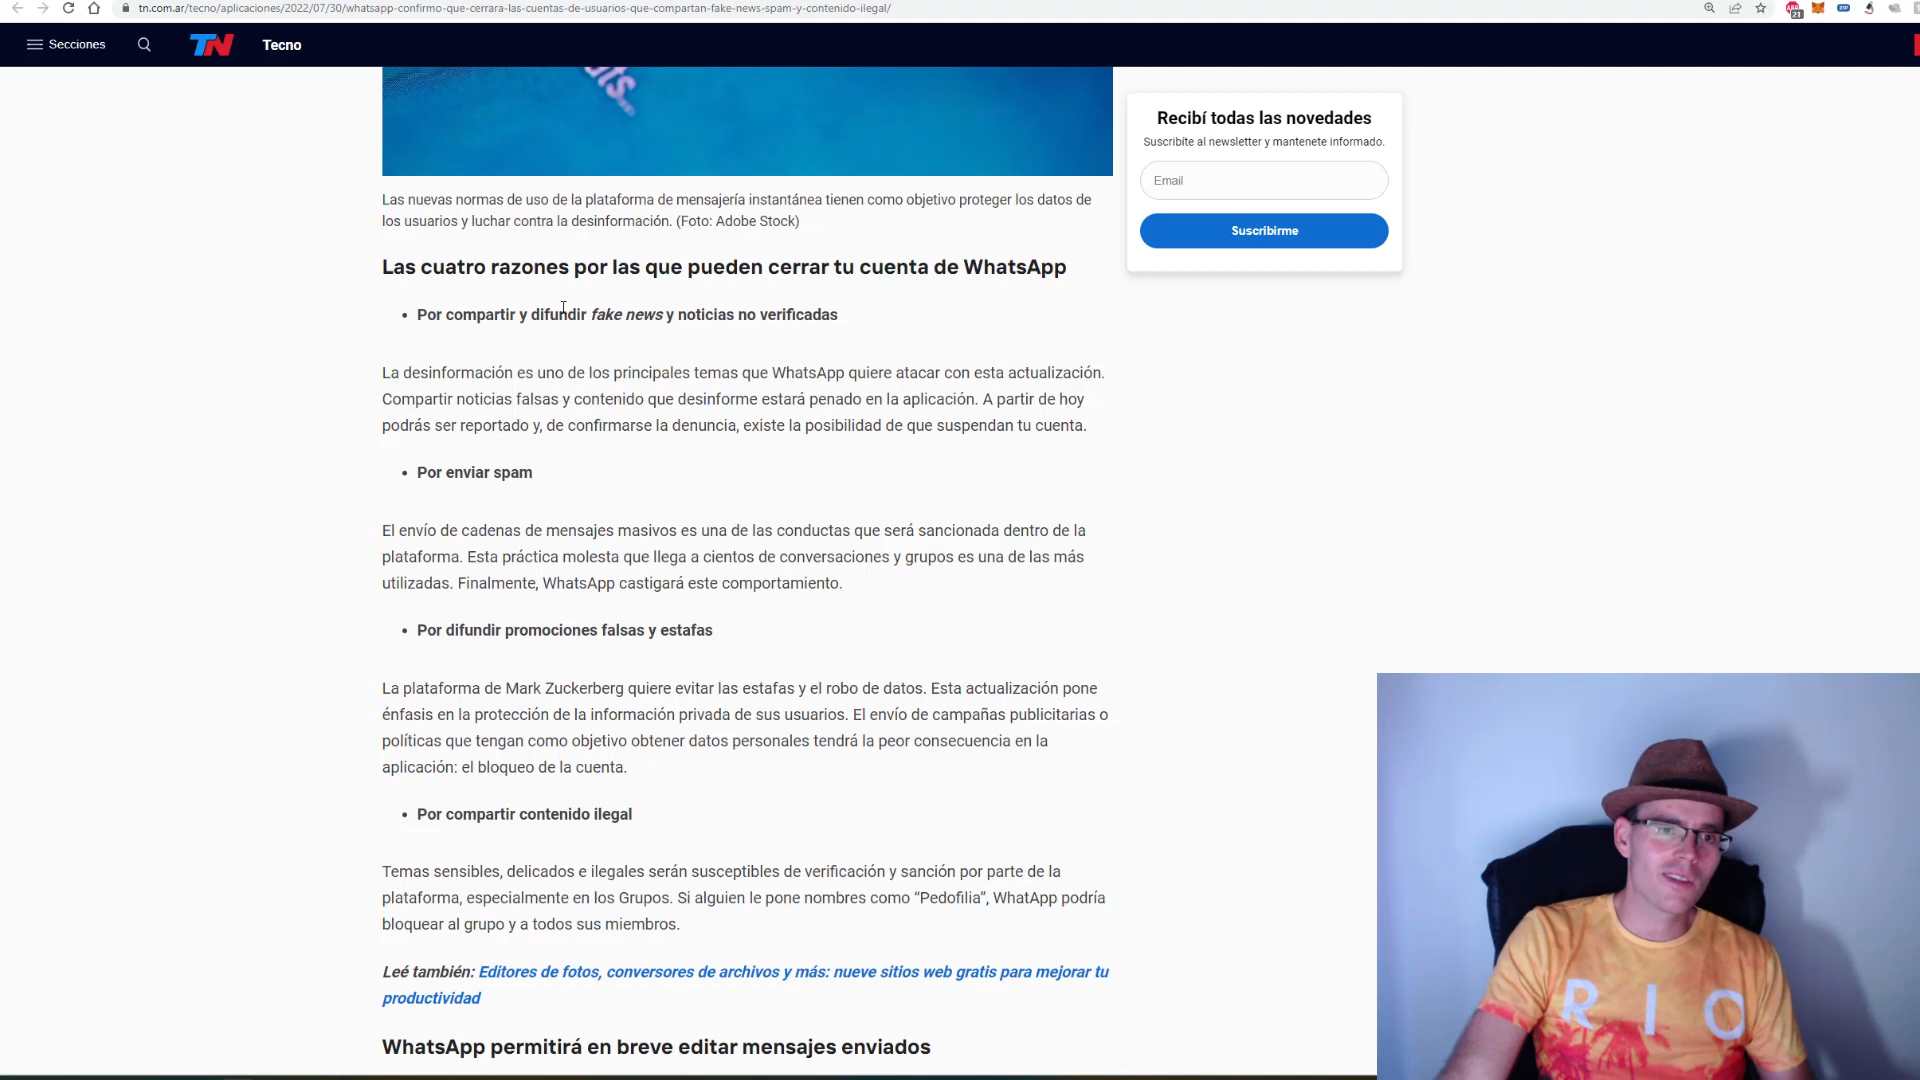 tn.com.ar/tecno/aplicaciones/2022/07/30/whatsapp-confirmo-que-cerrara-las-cuentas-de-usuarios-que-compartan-fake-news-spam-y-contenido-ilegal/
21
ZIP
Secciones
TN
Tecno
Recibí todas las novedades
Suscribíte al newsletter y mantenete informado.
Email
Suscribirme
Las nuevas normas de uso de la plataforma de mensajería instantánea tienen como objetivo proteger los datos de
los usuarios y luchar contra la desinformación. (Foto: Adobe Stock)
Las cuatro razones por las que pueden cerrar tu cuenta de WhatsApp
• Por compartir y difundir fake news y noticias no verificadas
La desinformación es uno de los principales temas que WhatsApp quiere atacar con esta actualización.
Compartir noticias falsas y contenido que desinforme estará penado en la aplicación. A partir de hoy
podrás ser reportado y, de confirmarse la denuncia, existe la posibilidad de que suspendan tu cuenta.
• Por enviar spam
El envío de cadenas de mensajes masivos es una de las conductas que será sancionada dentro de la
plataforma. Esta práctica molesta que llega a cientos de conversaciones y grupos es una de las más
utilizadas. Finalmente, WhatsApp castigará este comportamiento.
• Por difundir promociones falsas y estafas
La plataforma de Mark Zuckerberg quiere evitar las estafas y el robo de datos. Esta actualización pone
énfasis en la protección de la información privada de sus usuarios. El envío de campañas publicitarias o
políticas que tengan como objetivo obtener datos personales tendrá la peor consecuencia en la
aplicación: el bloqueo de la cuenta.
• Por compartir contenido ilegal
Temas sensibles, delicados e ilegales serán susceptibles de verificación y sanción por parte de la
plataforma, especialmente en los Grupos. Si alguien le pone nombres como “Pedofilia”, WhatApp podría
bloquear al grupo y a todos sus miembros.
Leé también: Editores de fotos, conversores de archivos y más: nueve sitios web gratis para mejorar tu
productividad
WhatsApp permitirá en breve editar mensajes enviados
RIO